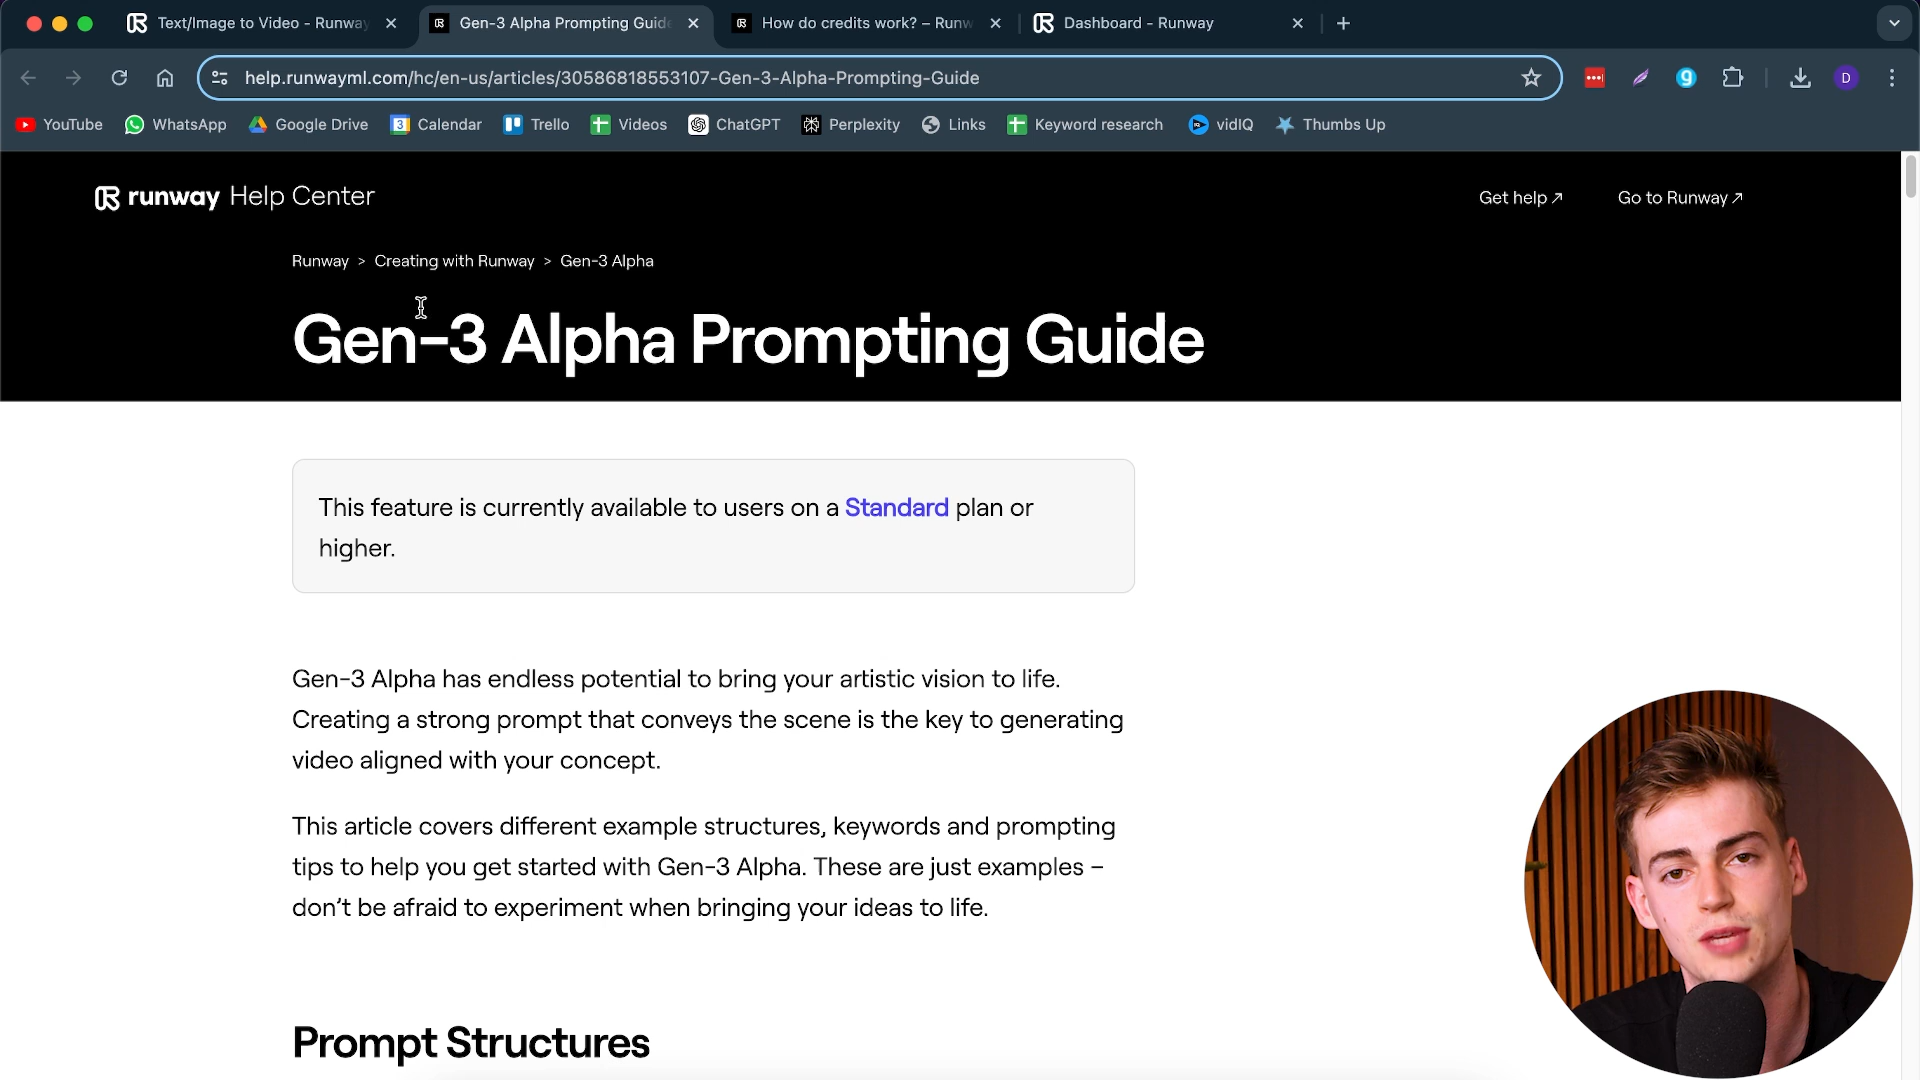 Text/Image to Video - Runway
Gen-3 Alpha Prompting Guide
How do credits work? – Runw
Dashboard - Runway
help.runwayml.com/hc/en-us/articles/30586818553107-Gen-3-Alpha-Prompting-Guide
g
D
YouTube
WhatsApp
Google Drive
3
Calendar
Trello
Videos
ChatGPT
Perplexity
Links
Keyword research
vidIQ
Thumbs Up
runway Help Center
Get help ↗
Go to Runway ↗
Runway > Creating with Runway > Gen-3 Alpha
Gen-3 Alpha Prompting Guide
This feature is currently available to users on a Standard plan or
higher.
Gen-3 Alpha has endless potential to bring your artistic vision to life.
Creating a strong prompt that conveys the scene is the key to generating
video aligned with your concept.
This article covers different example structures, keywords and prompting
tips to help you get started with Gen-3 Alpha. These are just examples –
don’t be afraid to experiment when bringing your ideas to life.
Prompt Structures